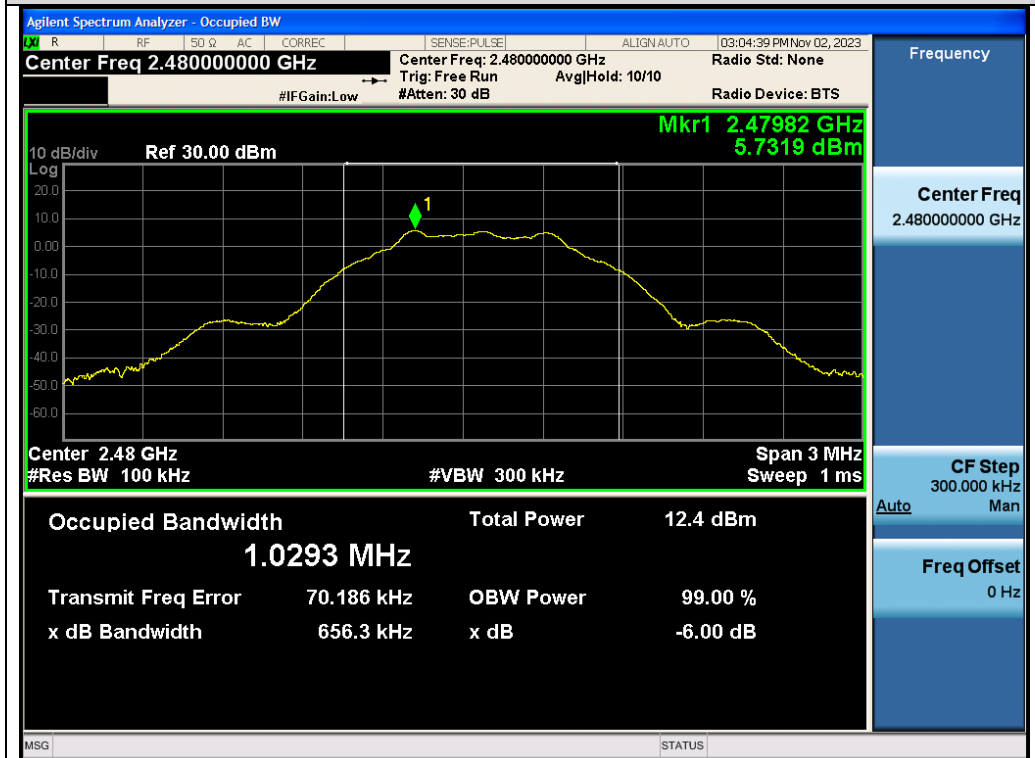 Agilent Spectrum Analyzer - Occupied BW
LXI R RF 50 Ω AC CORREC SENSE:PULSE ALIGN AUTO 03:04:39 PM Nov 02, 2023
Center Freq 2.480000000 GHz Center Freq: 2.480000000 GHz Radio Std: None
Trig: Free Run Avg|Hold: 10/10
#IFGain:Low #Atten: 30 dB Radio Device: BTS
Mkr1 2.47982 GHz
5.7319 dBm
10 dB/div Ref 30.00 dBm
Log
20.0
10.0
0.00
-10.0
-20.0
-30.0
-40.0
-50.0
-60.0
1
Center 2.48 GHz Span 3 MHz
#Res BW 100 kHz #VBW 300 kHz Sweep 1 ms
Occupied Bandwidth Total Power 12.4 dBm
1.0293 MHz
Transmit Freq Error 70.186 kHz OBW Power 99.00 %
x dB Bandwidth 656.3 kHz x dB -6.00 dB
Frequency
Center Freq
2.480000000 GHz
CF Step
300.000 kHz
Auto Man
Freq Offset
0 Hz
MSG STATUS